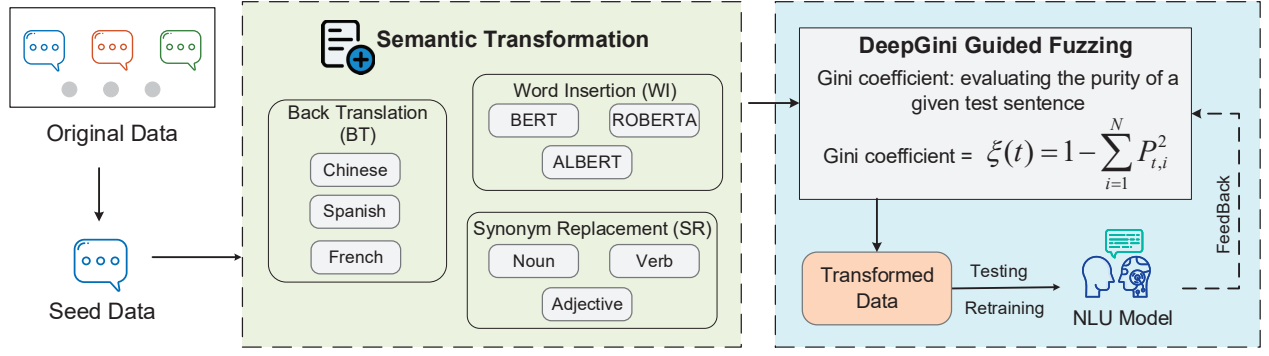 Original Data
Seed Data
Semantic Transformation
Back Translation
(BT)
Chinese
Spanish
French
Word Insertion (WI)
BERT
ROBERTA
ALBERT
Synonym Replacement (SR)
Noun
Verb
Adjective
DeepGini Guided Fuzzing
Gini coefficient: evaluating the purity of a
given test sentence
Gini coefficient = ξ(t) = 1 − ∑_{i=1}^{N} P_{t,i}^{2}
Transformed
Data
Testing
Retraining
NLU Model
FeedBack